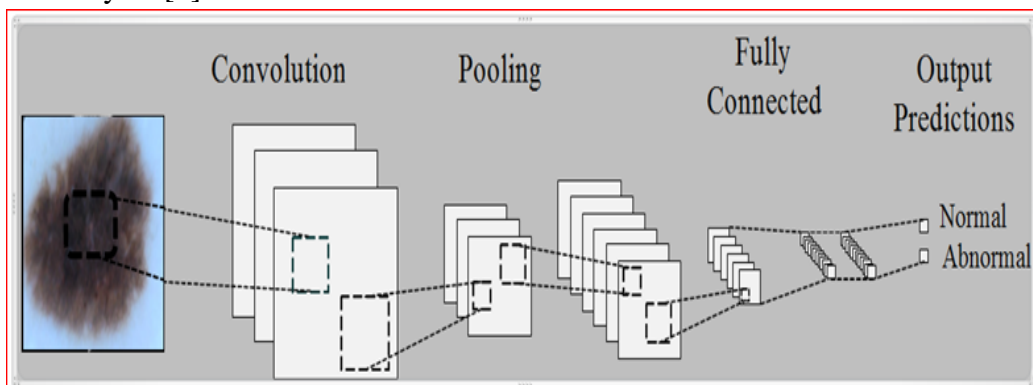 Convolution
Pooling
Fully
Connected
Output
Predictions
Normal
Abnormal